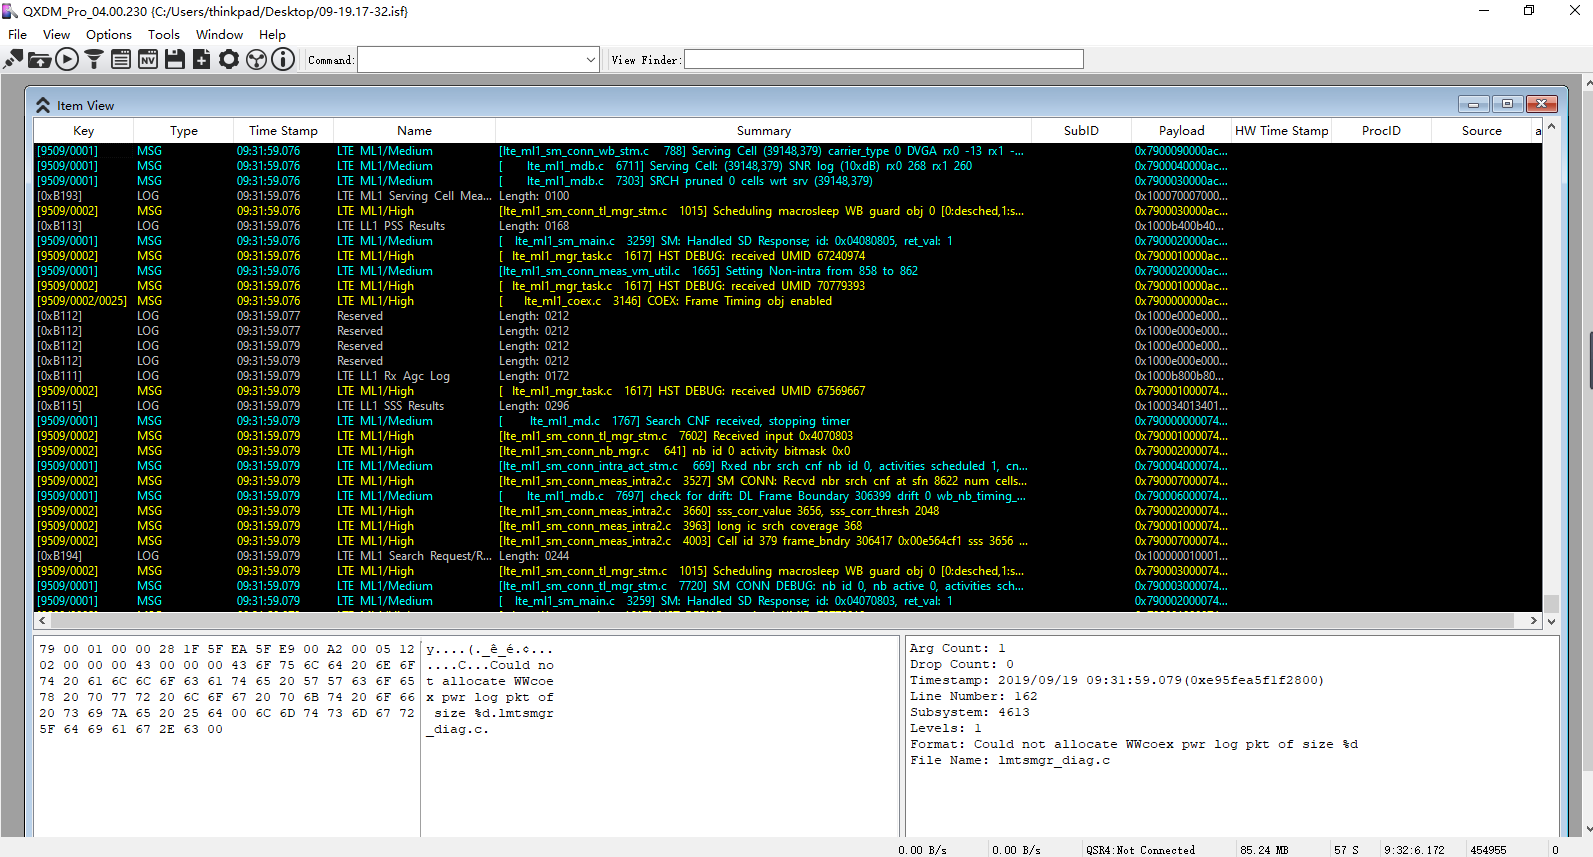 QXDM_Pro_04.00.230 {C:/Users/thinkpad/Desktop/09-19.17-32.isf}
File View Options Tools Window Help
NV Command: View Finder:
Item View
Key Type Time Stamp Name Summary SubID Payload HW Time Stamp ProcID Source a
[9509/0001] MSG 09:31:59.076 LTE ML1/Medium [lte_ml1_sm_conn_wb_stm.c 788] Serving Cell (39148,379) carrier_type 0 DVGA rx0 -13 rx1 -... 0x7900090000ac...
[9509/0001] MSG 09:31:59.076 LTE ML1/Medium [ lte_ml1_mdb.c 6711] Serving Cell: (39148,379) SNR log (10xdB) rx0 268 rx1 260 0x7900040000ac...
[9509/0001] MSG 09:31:59.076 LTE ML1/Medium [ lte_ml1_mdb.c 7303] SRCH pruned 0 cells wrt srv (39148,379) 0x7900030000ac...
[0xB193] LOG 09:31:59.076 LTE ML1 Serving Cell Mea... Length: 0100 0x100070007000...
[9509/0002] MSG 09:31:59.076 LTE ML1/High [lte_ml1_sm_conn_tl_mgr_stm.c 1015] Scheduling macrosleep WB guard obj 0 [0:desched,1:s... 0x7900030000ac...
[0xB113] LOG 09:31:59.076 LTE LL1 PSS Results Length: 0168 0x1000b400b40...
[9509/0001] MSG 09:31:59.076 LTE ML1/Medium [ lte_ml1_sm_main.c 3259] SM: Handled SD Response; id: 0x04080805, ret_val: 1 0x7900020000ac...
[9509/0002] MSG 09:31:59.076 LTE ML1/High [ lte_ml1_mgr_task.c 1617] HST DEBUG: received UMID 67240974 0x7900010000ac...
[9509/0001] MSG 09:31:59.076 LTE ML1/Medium [lte_ml1_sm_conn_meas_vm_util.c 1665] Setting Non-intra from 858 to 862 0x7900020000ac...
[9509/0002] MSG 09:31:59.076 LTE ML1/High [ lte_ml1_mgr_task.c 1617] HST DEBUG: received UMID 70779393 0x7900010000ac...
[9509/0002/0025] MSG 09:31:59.076 LTE ML1/High [ lte_ml1_coex.c 3146] COEX: Frame Timing obj enabled 0x7900000000ac...
[0xB112] LOG 09:31:59.077 Reserved Length: 0212 0x1000e000e000...
[0xB112] LOG 09:31:59.077 Reserved Length: 0212 0x1000e000e000...
[0xB112] LOG 09:31:59.079 Reserved Length: 0212 0x1000e000e000...
[0xB112] LOG 09:31:59.079 Reserved Length: 0212 0x1000e000e000...
[0xB111] LOG 09:31:59.079 LTE LL1 Rx Agc Log Length: 0172 0x1000b800b80...
[9509/0002] MSG 09:31:59.079 LTE ML1/High [ lte_ml1_mgr_task.c 1617] HST DEBUG: received UMID 67569667 0x790001000074...
[0xB115] LOG 09:31:59.079 LTE LL1 SSS Results Length: 0296 0x100034013401...
[9509/0001] MSG 09:31:59.079 LTE ML1/Medium [ lte_ml1_md.c 1767] Search CNF received, stopping timer 0x790000000074...
[9509/0002] MSG 09:31:59.079 LTE ML1/High [lte_ml1_sm_conn_tl_mgr_stm.c 7602] Received input 0x4070803 0x790001000074...
[9509/0002] MSG 09:31:59.079 LTE ML1/High [lte_ml1_sm_conn_nb_mgr.c 641] nb id 0 activity bitmask 0x0 0x790002000074...
[9509/0001] MSG 09:31:59.079 LTE ML1/Medium [lte_ml1_sm_conn_intra_act_stm.c 669] Rxed nbr srch cnf nb id 0, activities scheduled 1, cn... 0x790004000074...
[9509/0002] MSG 09:31:59.079 LTE ML1/High [lte_ml1_sm_conn_meas_intra2.c 3527] SM CONN: Recvd nbr srch cnf at sfn 8622 num cells... 0x790007000074...
[9509/0001] MSG 09:31:59.079 LTE ML1/Medium [ lte_ml1_mdb.c 7697] check for drift: DL Frame Boundary 306399 drift 0 wb_nb_timing_... 0x790006000074...
[9509/0002] MSG 09:31:59.079 LTE ML1/High [lte_ml1_sm_conn_meas_intra2.c 3660] sss_corr_value 3656, sss_corr_thresh 2048 0x790002000074...
[9509/0002] MSG 09:31:59.079 LTE ML1/High [lte_ml1_sm_conn_meas_intra2.c 3963] long ic srch coverage 368 0x790001000074...
[9509/0002] MSG 09:31:59.079 LTE ML1/High [lte_ml1_sm_conn_meas_intra2.c 4003] Cell id 379 frame_bndry 306417 0x00e564cf1 sss 3656 ... 0x790007000074...
[0xB194] LOG 09:31:59.079 LTE ML1 Search Request/R... Length: 0244 0x100000010001...
[9509/0002] MSG 09:31:59.079 LTE ML1/High [lte_ml1_sm_conn_tl_mgr_stm.c 1015] Scheduling macrosleep WB guard obj 0 [0:desched,1:s... 0x790003000074...
[9509/0001] MSG 09:31:59.079 LTE ML1/Medium [lte_ml1_sm_conn_tl_mgr_stm.c 7720] SM CONN DEBUG: nb id 0, nb active 0, activities sch... 0x790003000074...
[9509/0001] MSG 09:31:59.079 LTE ML1/Medium [ lte_ml1_sm_main.c 3259] SM: Handled SD Response; id: 0x04070803, ret_val: 1 0x790002000074...
79 00 01 00 00 28 1F 5F EA 5F E9 00 A2 00 05 12 y....(._ê_é.¢...
02 00 00 00 43 00 00 00 43 6F 75 6C 64 20 6E 6F ....C...Could no
74 20 61 6C 6C 6F 63 61 74 65 20 57 57 63 6F 65 t allocate WWcoe
78 20 70 77 72 20 6C 6F 67 20 70 6B 74 20 6F 66 x pwr log pkt of
20 73 69 7A 65 20 25 64 00 6C 6D 74 73 6D 67 72 size %d.lmtsmgr
5F 64 69 61 67 2E 63 00 _diag.c.
Arg Count: 1
Drop Count: 0
Timestamp: 2019/09/19 09:31:59.079(0xe95fea5f1f2800)
Line Number: 162
Subsystem: 4613
Levels: 1
Format: Could not allocate WWcoex pwr log pkt of size %d
File Name: lmtsmgr_diag.c
0.00 B/s 0.00 B/s QSR4:Not Connected 85.24 MB 57 S 9:32:6.172 454955 0